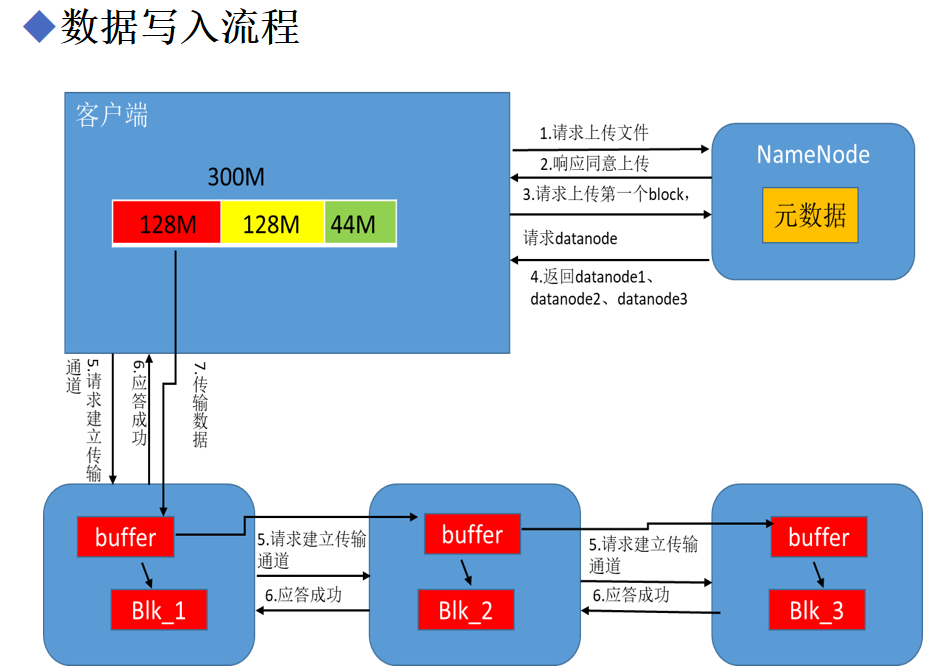 数据写入流程
客户端
300M
128M
128M
44M
1.请求上传文件
2.响应同意上传
3.请求上传第一个block，
请求datanode
4.返回datanode1、
datanode2、datanode3
NameNode
元数据
5.请求建立传输
通道
6.应答成功
7.传输数据
buffer
Blk_1
5.请求建立传输
通道
6.应答成功
buffer
Blk_2
5.请求建立传输
通道
6.应答成功
buffer
Blk_3